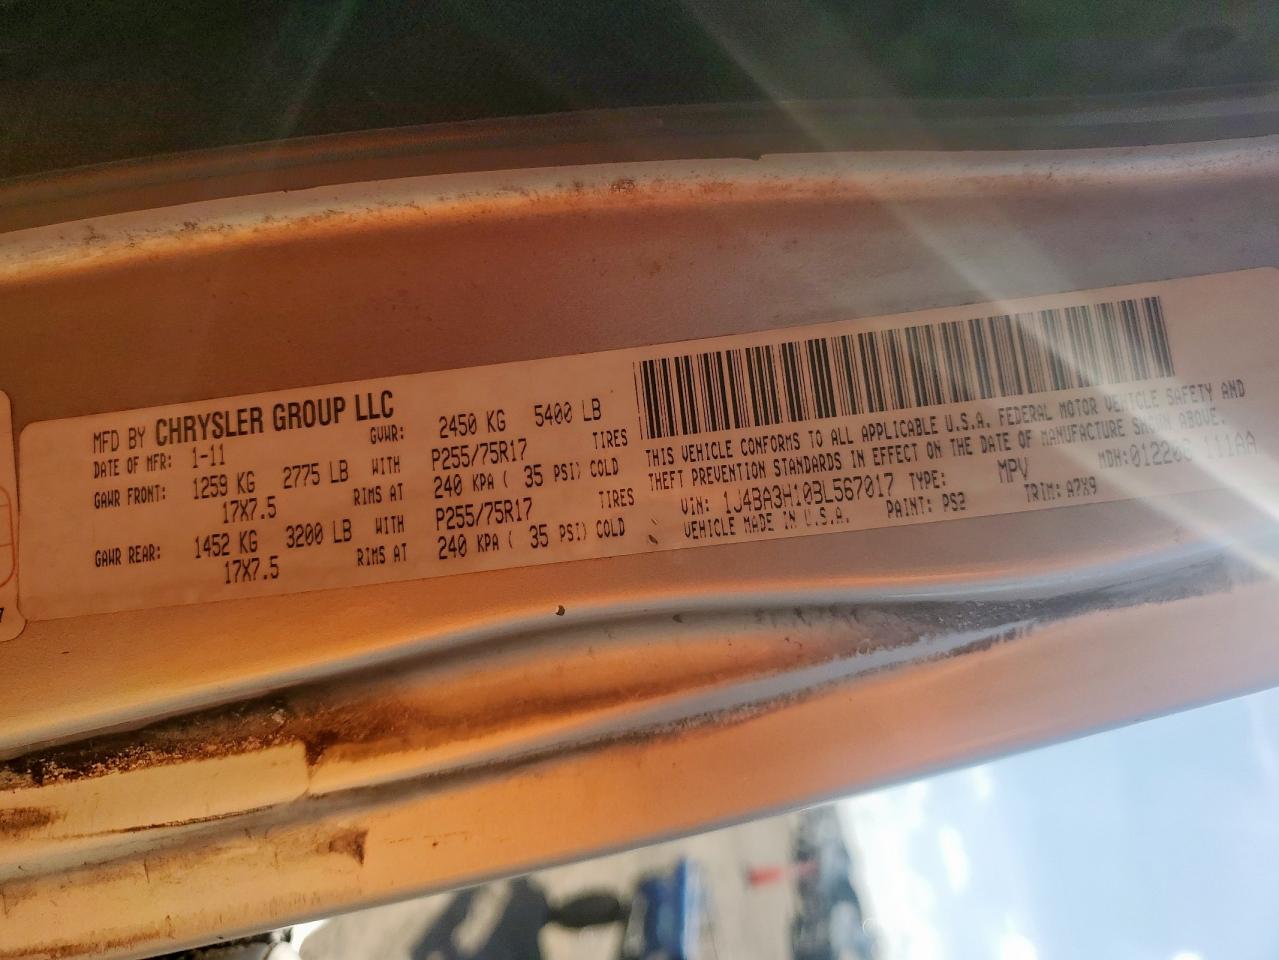 MFD BY CHRYSLER GROUP LLC
DATE OF MFR: 1-11 GVWR: 2450 KG 5400 LB
GAWR FRONT: 1259 KG 2775 LB WITH P255/75R17 TIRES
17X7.5 RIMS AT 240 KPA ( 35 PSI) COLD
GAWR REAR: 1452 KG 3200 LB WITH P255/75R17 TIRES
17X7.5 RIMS AT 240 KPA ( 35 PSI) COLD
THIS VEHICLE CONFORMS TO ALL APPLICABLE U.S.A. FEDERAL MOTOR VEHICLE SAFETY AND
THEFT PREVENTION STANDARDS IN EFFECT ON THE DATE OF MANUFACTURE SHOWN ABOVE.
VIN: 1J4BA3H10BL567017 TYPE: MPV MDH: 111AA
VEHICLE MADE IN U.S.A. PAINT: PS2 TRIM: A7X9
7